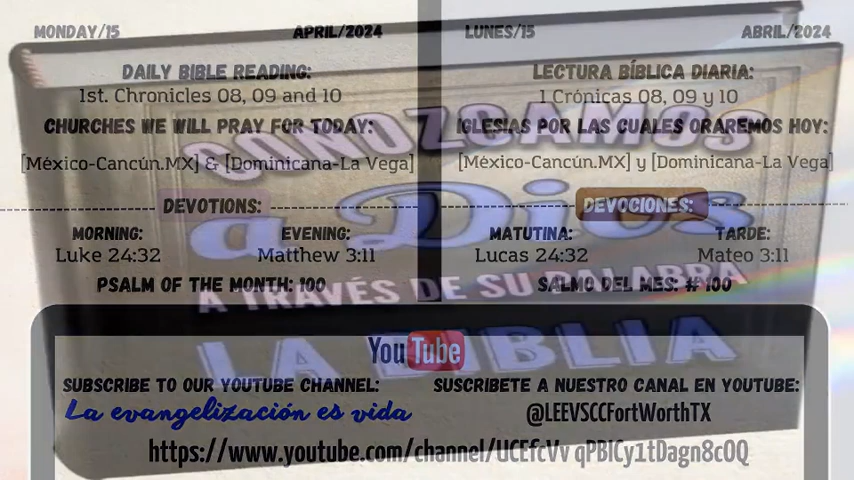 MONDAY/15 APRIL/2024
DAILY BIBLE READING:
1st. Chronicles 08, 09 and 10
CHURCHES WE WILL PRAY FOR TODAY:
[México-Cancún.MX] & [Dominicana-La Vega]
DEVOTIONS:
MORNING: EVENING:
Luke 24:32 Matthew 3:11
PSALM OF THE MONTH: 100
LUNES/15 ABRIL/2024
LECTURA BÍBLICA DIARIA:
1 Crónicas 08, 09 y 10
IGLESIAS POR LAS CUALES ORAREMOS HOY:
[México-Cancún.MX] y [Dominicana-La Vega]
DEVOCIONES:
MATUTINA: TARDE:
Lucas 24:32 Mateo 3:11
SALMO DEL MES: #100
CONOZCAMOS
a Dios
A TRAVÉS DE SU PALABRA
LA BIBLIA
YouTube
SUBSCRIBE TO OUR YOUTUBE CHANNEL:
La evangelización es vida
SUSCRIBETE A NUESTRO CANAL EN YOUTUBE:
@LEEVSCCFortWorthTX